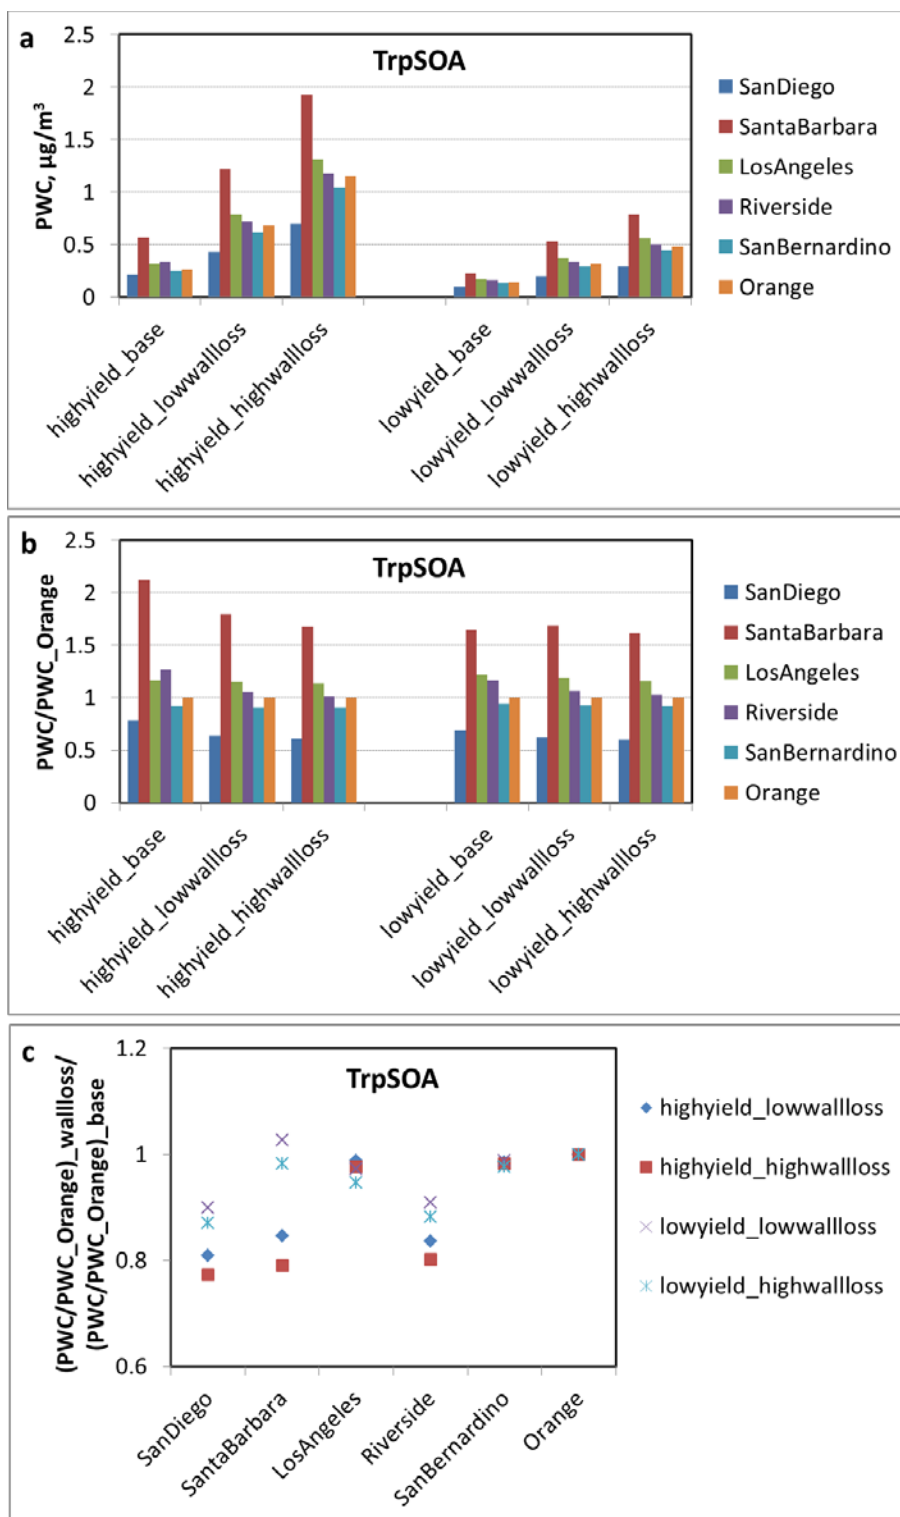 a
TrpSOA
PWC, µg/m³
2.5
2
1.5
1
0.5
0
highyield_base
highyield_lowwallloss
highyield_highwallloss
lowyield_base
lowyield_lowwallloss
lowyield_highwallloss
SanDiego
SantaBarbara
LosAngeles
Riverside
SanBernardino
Orange
b
TrpSOA
PWC/PWC_Orange
2.5
2
1.5
1
0.5
0
highyield_base
highyield_lowwallloss
highyield_highwallloss
lowyield_base
lowyield_lowwallloss
lowyield_highwallloss
SanDiego
SantaBarbara
LosAngeles
Riverside
SanBernardino
Orange
c
TrpSOA
(PWC/PWC_Orange)_wallloss/
(PWC/PWC_Orange)_base
1.2
1
0.8
0.6
SanDiego
SantaBarbara
LosAngeles
Riverside
SanBernardino
Orange
highyield_lowwallloss
highyield_highwallloss
lowyield_lowwallloss
lowyield_highwallloss